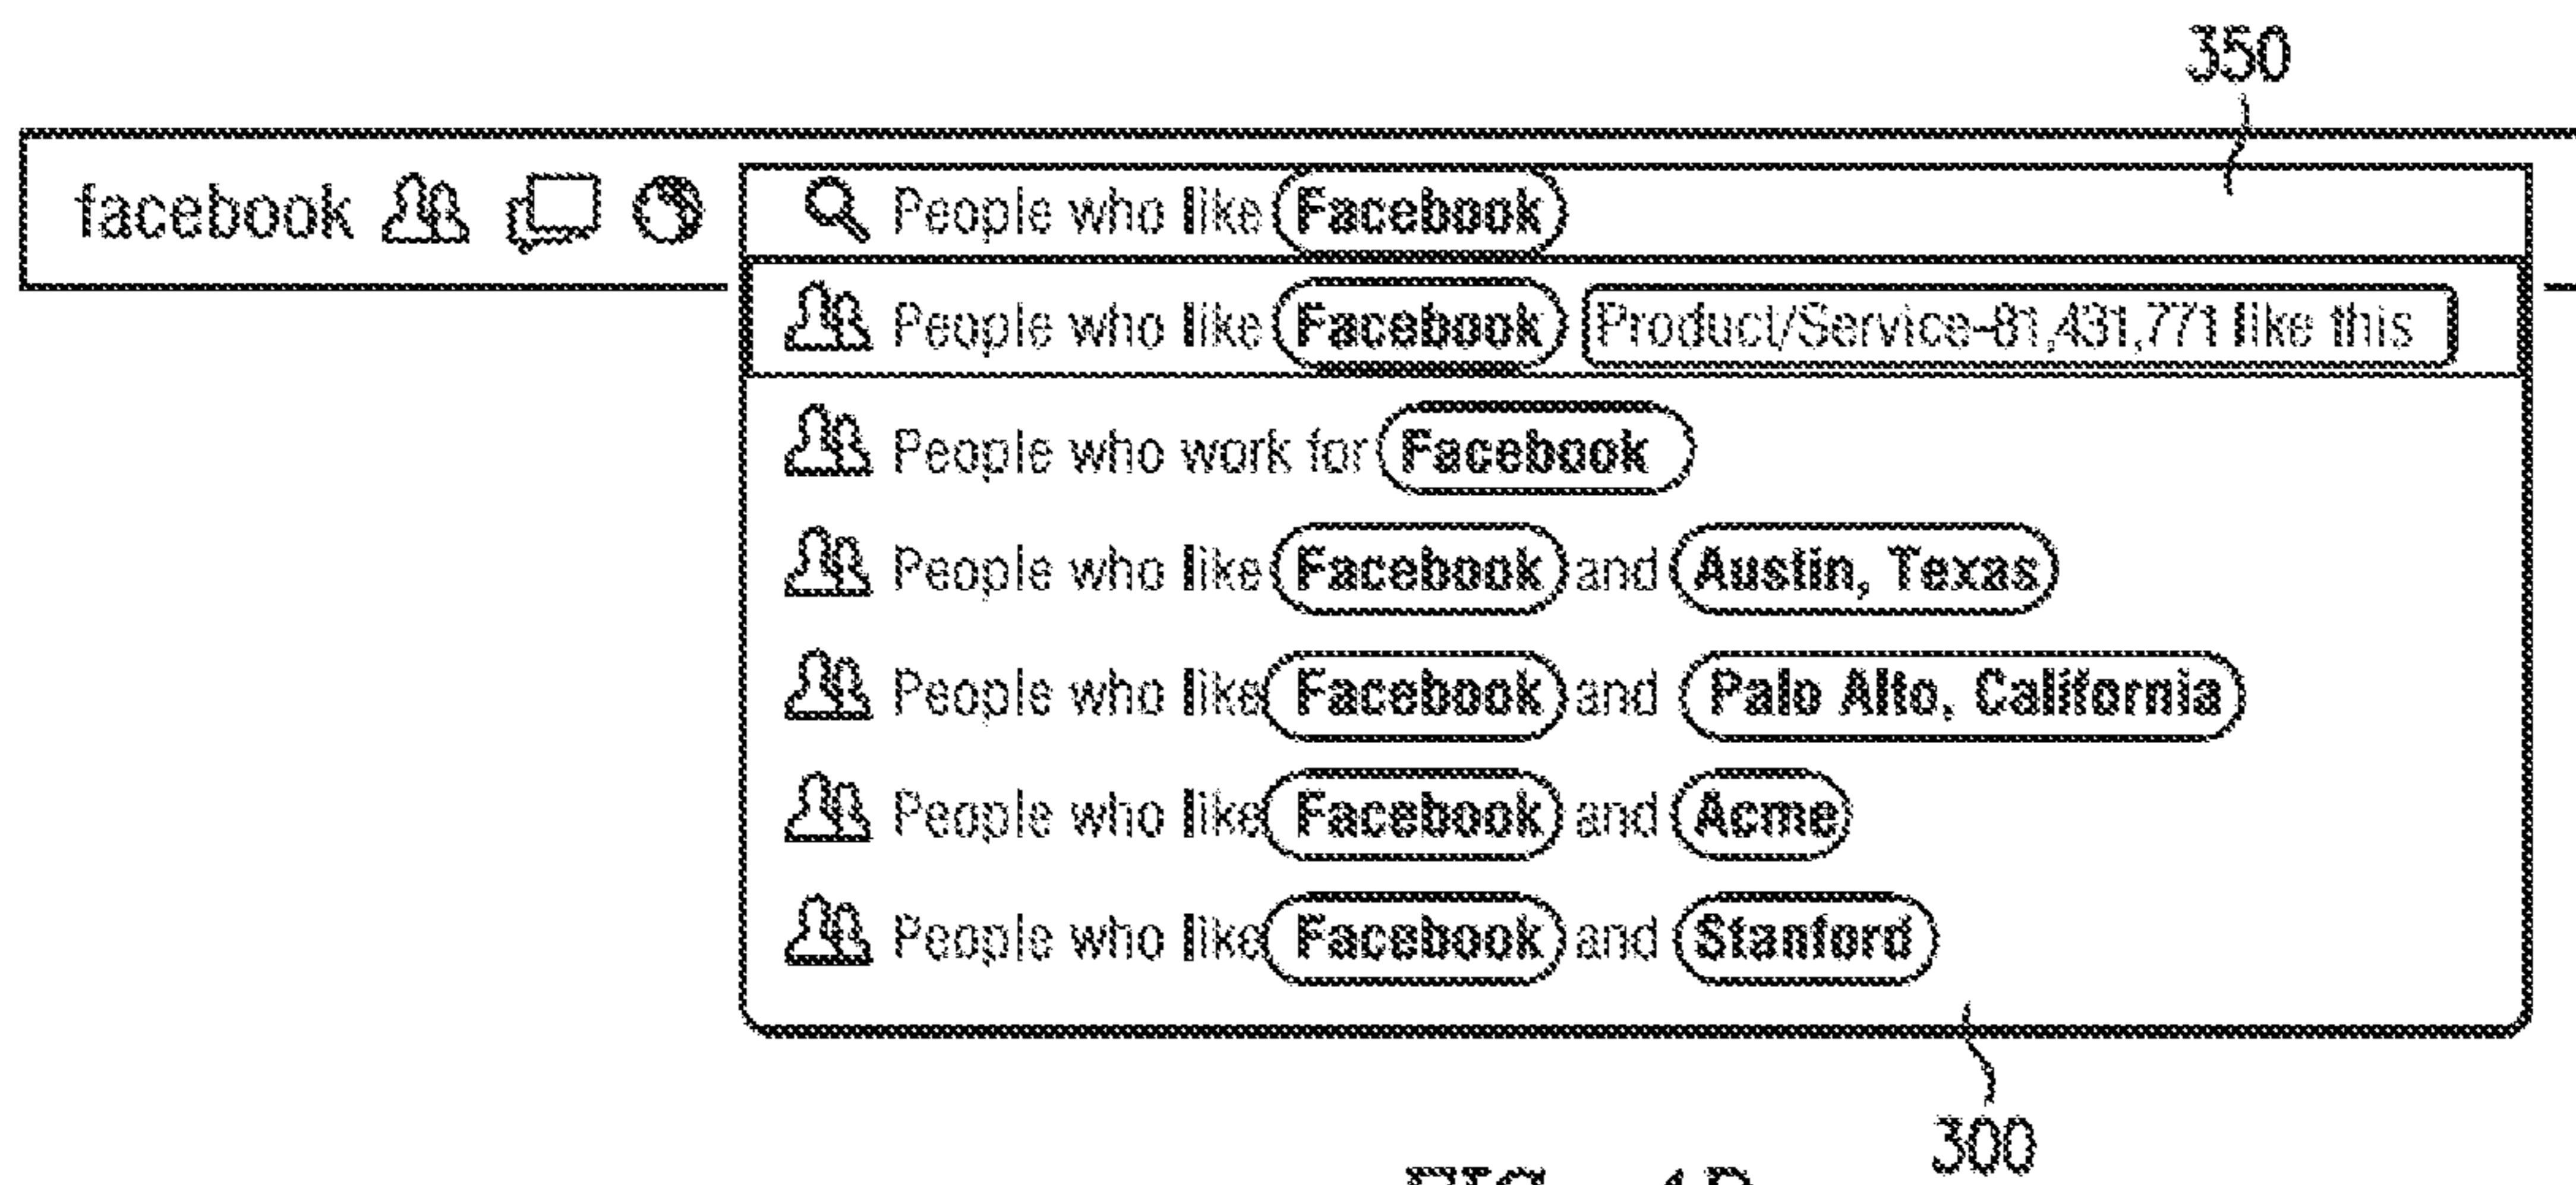 350
facebook People who like Facebook
People who like Facebook Product/Service-81,431,771 like this
People who work for Facebook
People who like Facebook and Austin, Texas
People who like Facebook and Palo Alto, California
People who like Facebook and Acme
People who like Facebook and Stanford
300
FIG.